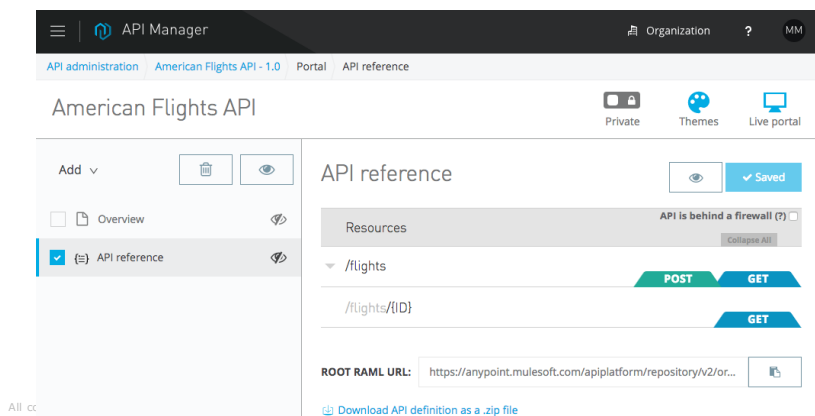 API Manager
Organization ? MM
API administration American Flights API - 1.0 Portal API reference
American Flights API
Private Themes Live portal
Add
API reference
Saved
Overview
API reference
API is behind a firewall (?)
Resources
Collapse All
/flights
POST GET
/flights/{ID}
GET
ROOT RAML URL: https://anypoint.mulesoft.com/apiplatform/repository/v2/or...
Download API definition as a .zip file
All